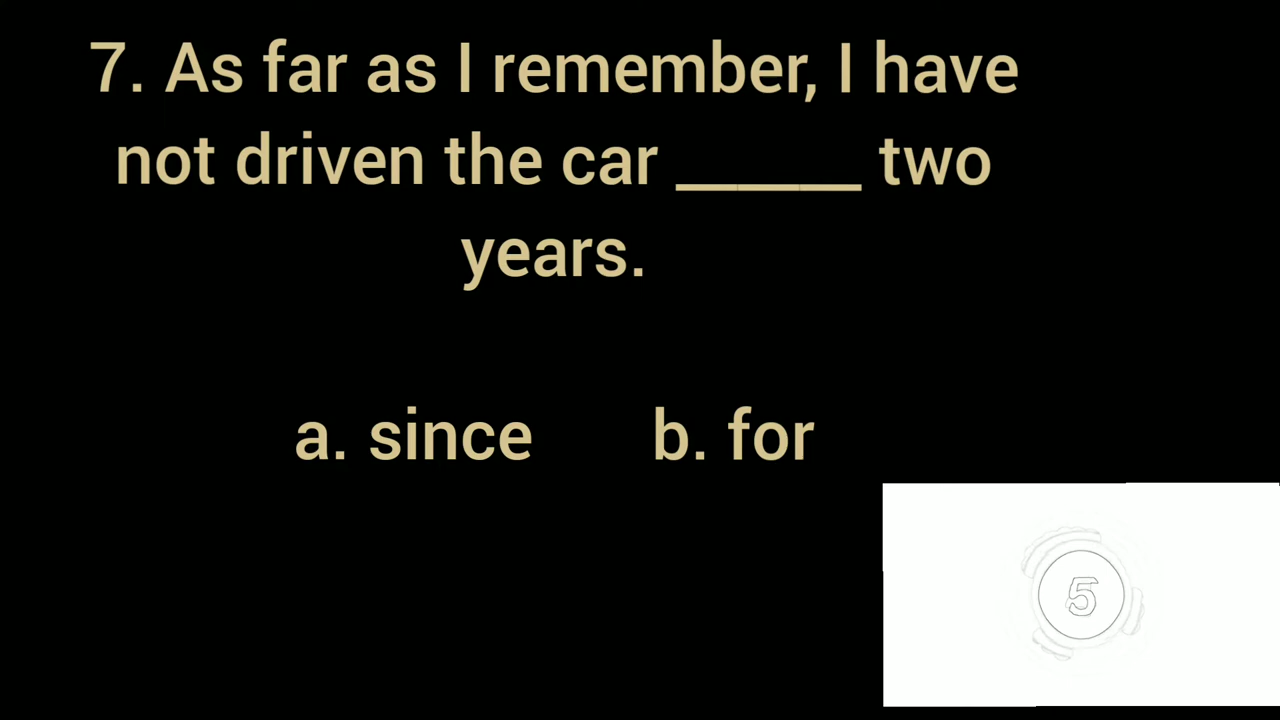 7. As far as I remember, I have
not driven the car ______ two
years.
a. since b. for
5